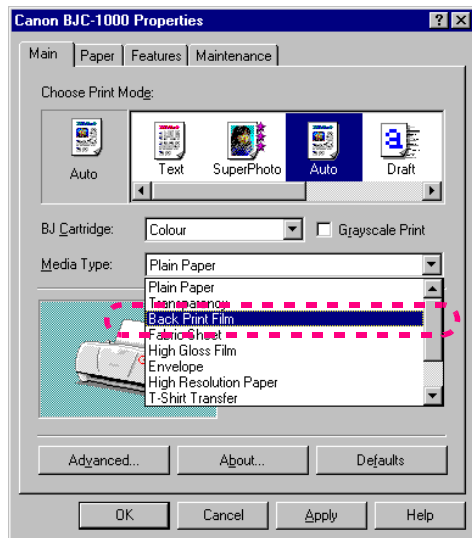 Canon BJC-1000 Properties
Main Paper Features Maintenance
Choose Print Mode:
Auto
Text SuperPhoto Auto Draft
BJ Cartridge: Colour Grayscale Print
Media Type: Plain Paper
Plain Paper
Transparency
Back Print Film
Fabric Sheet
High Gloss Film
Envelope
High Resolution Paper
T-Shirt Transfer
Advanced... About... Defaults
OK Cancel Apply Help